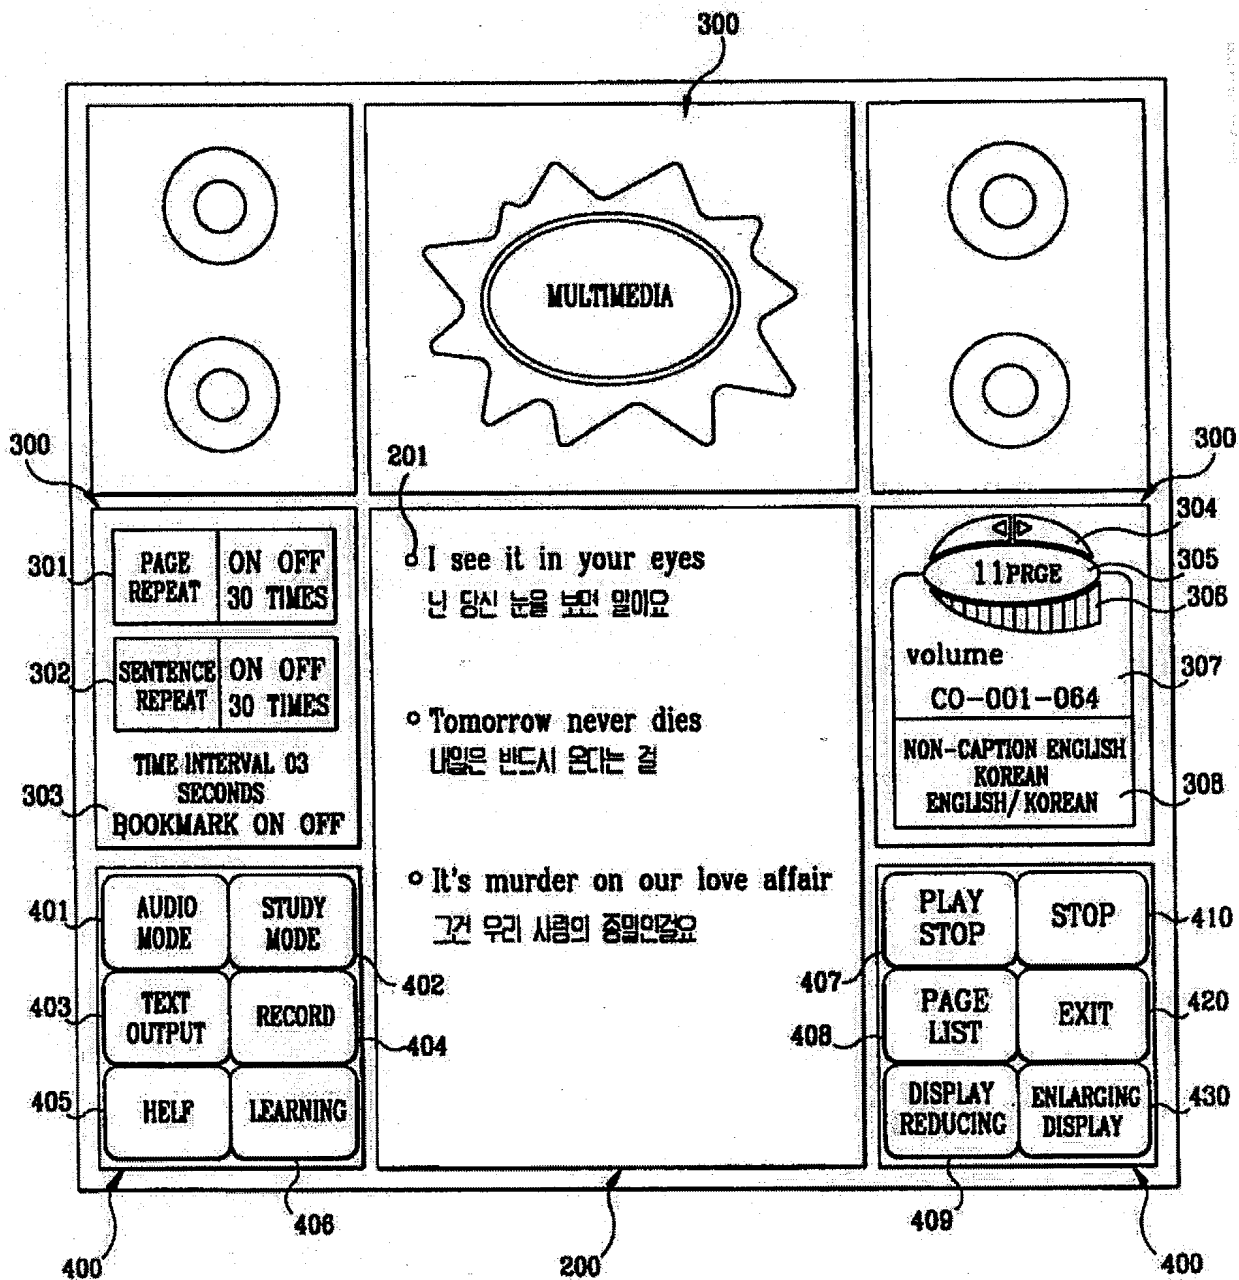 300
MULTIMEDIA
300
201
300
301
PAGE REPEAT
ON OFF
30 TIMES
302
SENTENCE REPEAT
ON OFF
30 TIMES
TIME INTERVAL 03
SECONDS
303
BOOKMARK ON OFF
I see it in your eyes
난 당신 눈을 보면 말이요
Tomorrow never dies
내일은 반드시 온다는 걸
It's murder on our love affair
그건 우리 사랑의 종말인걸요
304
11PRGE
305
306
volume
307
CO-001-064
NON-CAPTION ENGLISH
KOREAN
ENGLISH/KOREAN
308
401
AUDIO
MODE
STUDY
MODE
402
403
TEXT
OUTPUT
RECORD
404
405
HELF
LEARNING
406
400
200
PLAY
STOP
STOP
410
407
PAGE
LIST
EXIT
420
408
DISPLAY
REDUCING
ENLARGING
DISPLAY
430
409
400